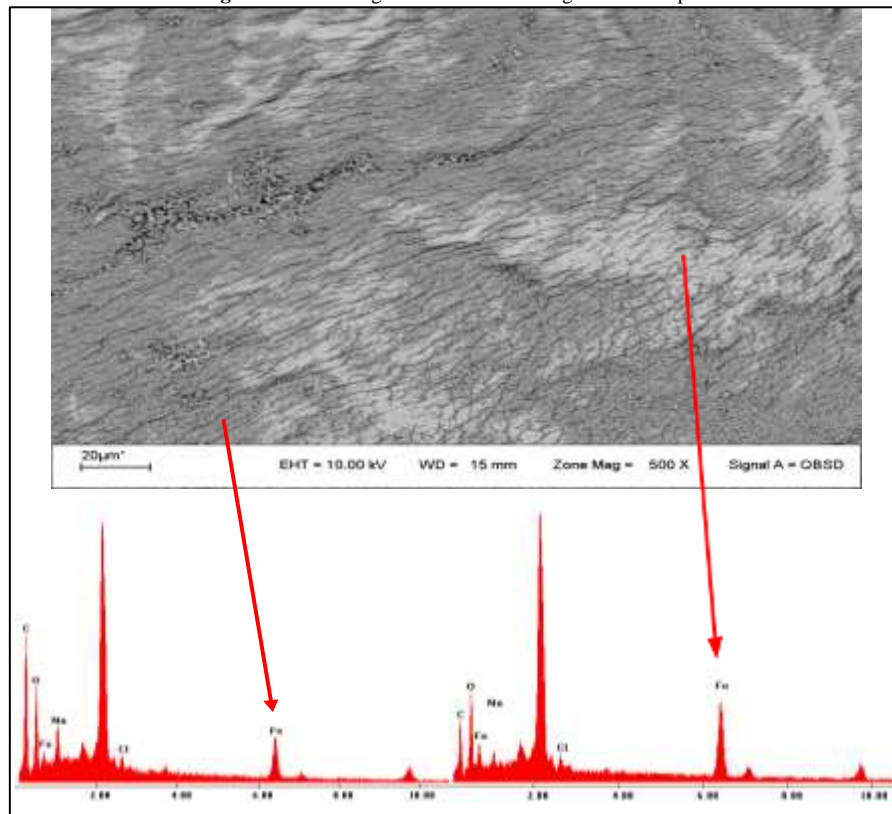 20µm*
EHT = 10.00 kV WD = 15 mm Zone Mag = 500 X Signal A = QBSD
C
O
Fe
Na
Cl
Fe
2.00 4.00 6.00 8.00 10.00
C
O
Na
Fe
Cl
Fe
2.00 4.00 6.00 8.00 10.00